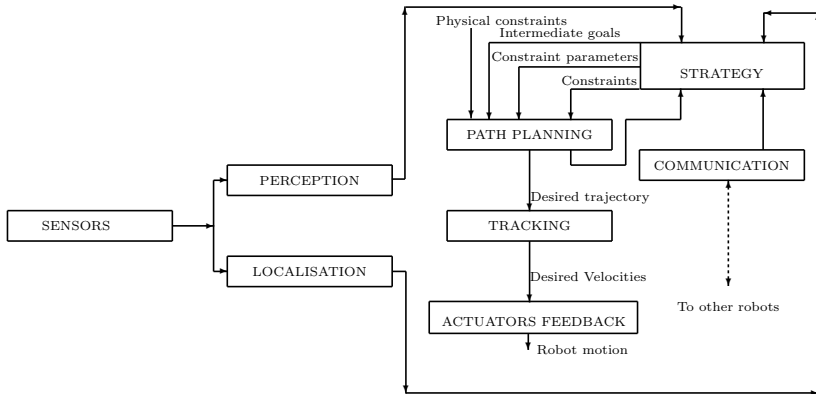 Physical constraints
Intermediate goals
Constraint parameters
STRATEGY
Constraints
PATH PLANNING
COMMUNICATION
PERCEPTION
Desired trajectory
SENSORS
TRACKING
LOCALISATION
Desired Velocities
To other robots
ACTUATORS FEEDBACK
Robot motion